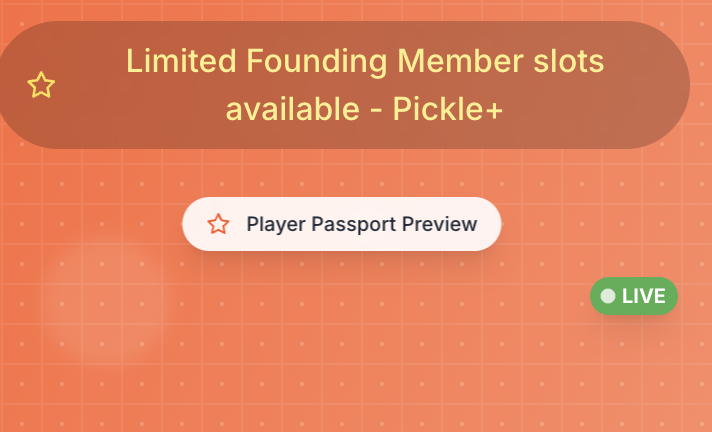 Limited Founding Member slots
available - Pickle+
Player Passport Preview
LIVE